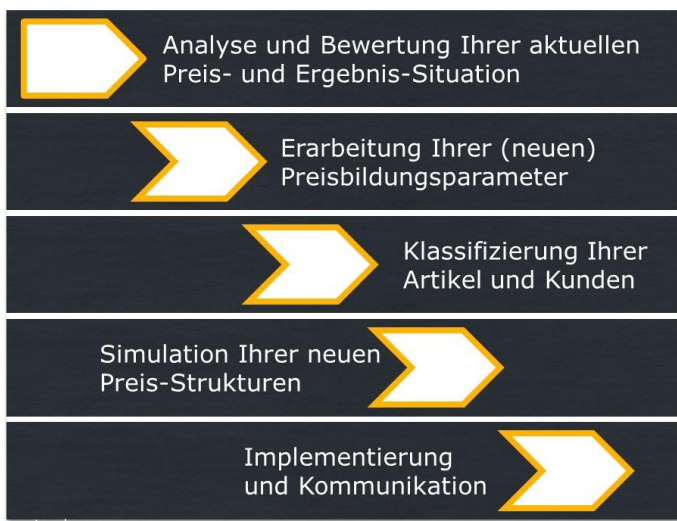 Analyse und Bewertung Ihrer aktuellen
Preis- und Ergebnis-Situation
Erarbeitung Ihrer (neuen)
Preisbildungsparameter
Klassifizierung Ihrer
Artikel und Kunden
Simulation Ihrer neuen
Preis-Strukturen
Implementierung
und Kommunikation